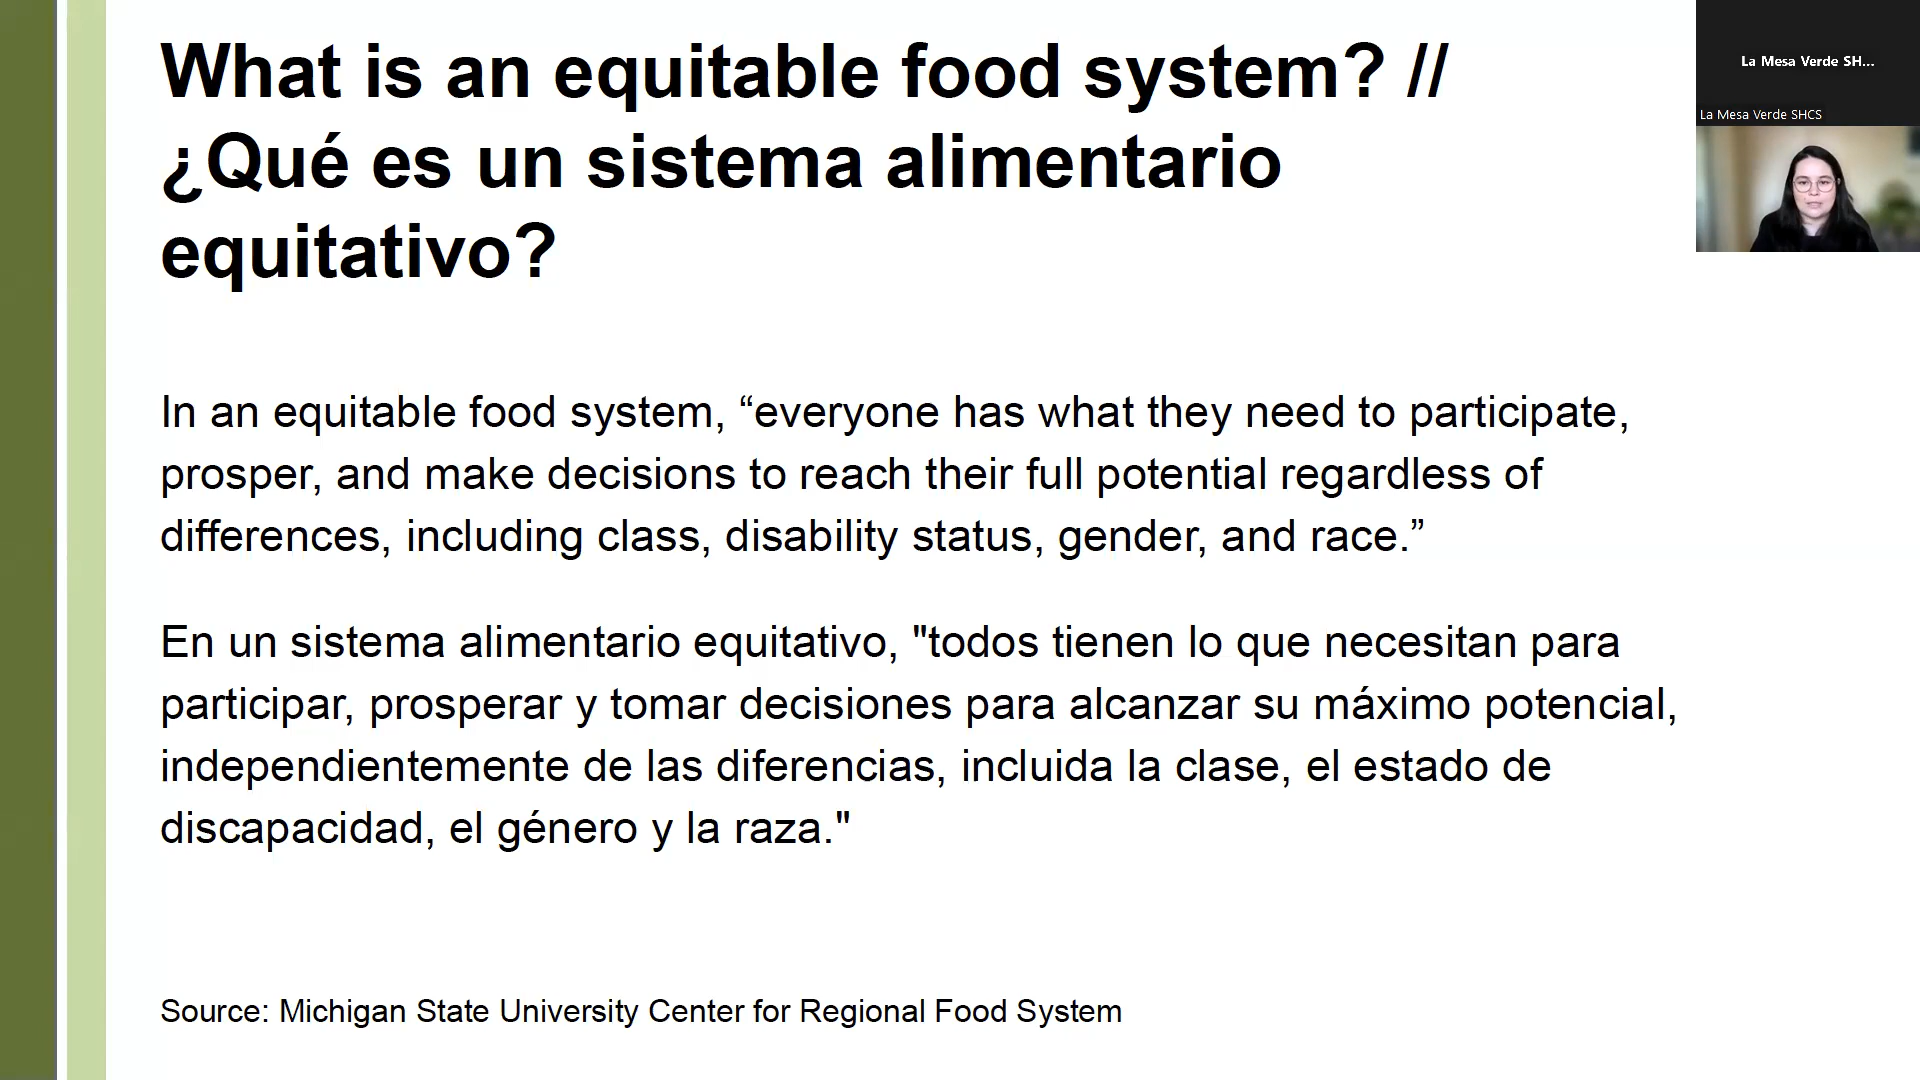 What is an equitable food system? //
¿Qué es un sistema alimentario
equitativo?
In an equitable food system, “everyone has what they need to participate,
prosper, and make decisions to reach their full potential regardless of
differences, including class, disability status, gender, and race.”
En un sistema alimentario equitativo, "todos tienen lo que necesitan para
participar, prosperar y tomar decisiones para alcanzar su máximo potencial,
independientemente de las diferencias, incluida la clase, el estado de
discapacidad, el género y la raza."
Source: Michigan State University Center for Regional Food System
La Mesa Verde SH...
La Mesa Verde SHCS